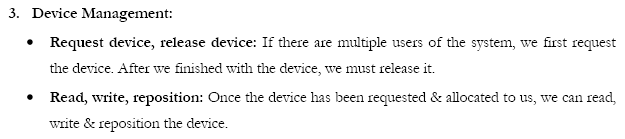 3. Device Management:
• Request device, release device: If there are multiple users of the system, we first request
the device. After we finished with the device, we must release it.
• Read, write, reposition: Once the device has been requested & allocated to us, we can read,
write & reposition the device.